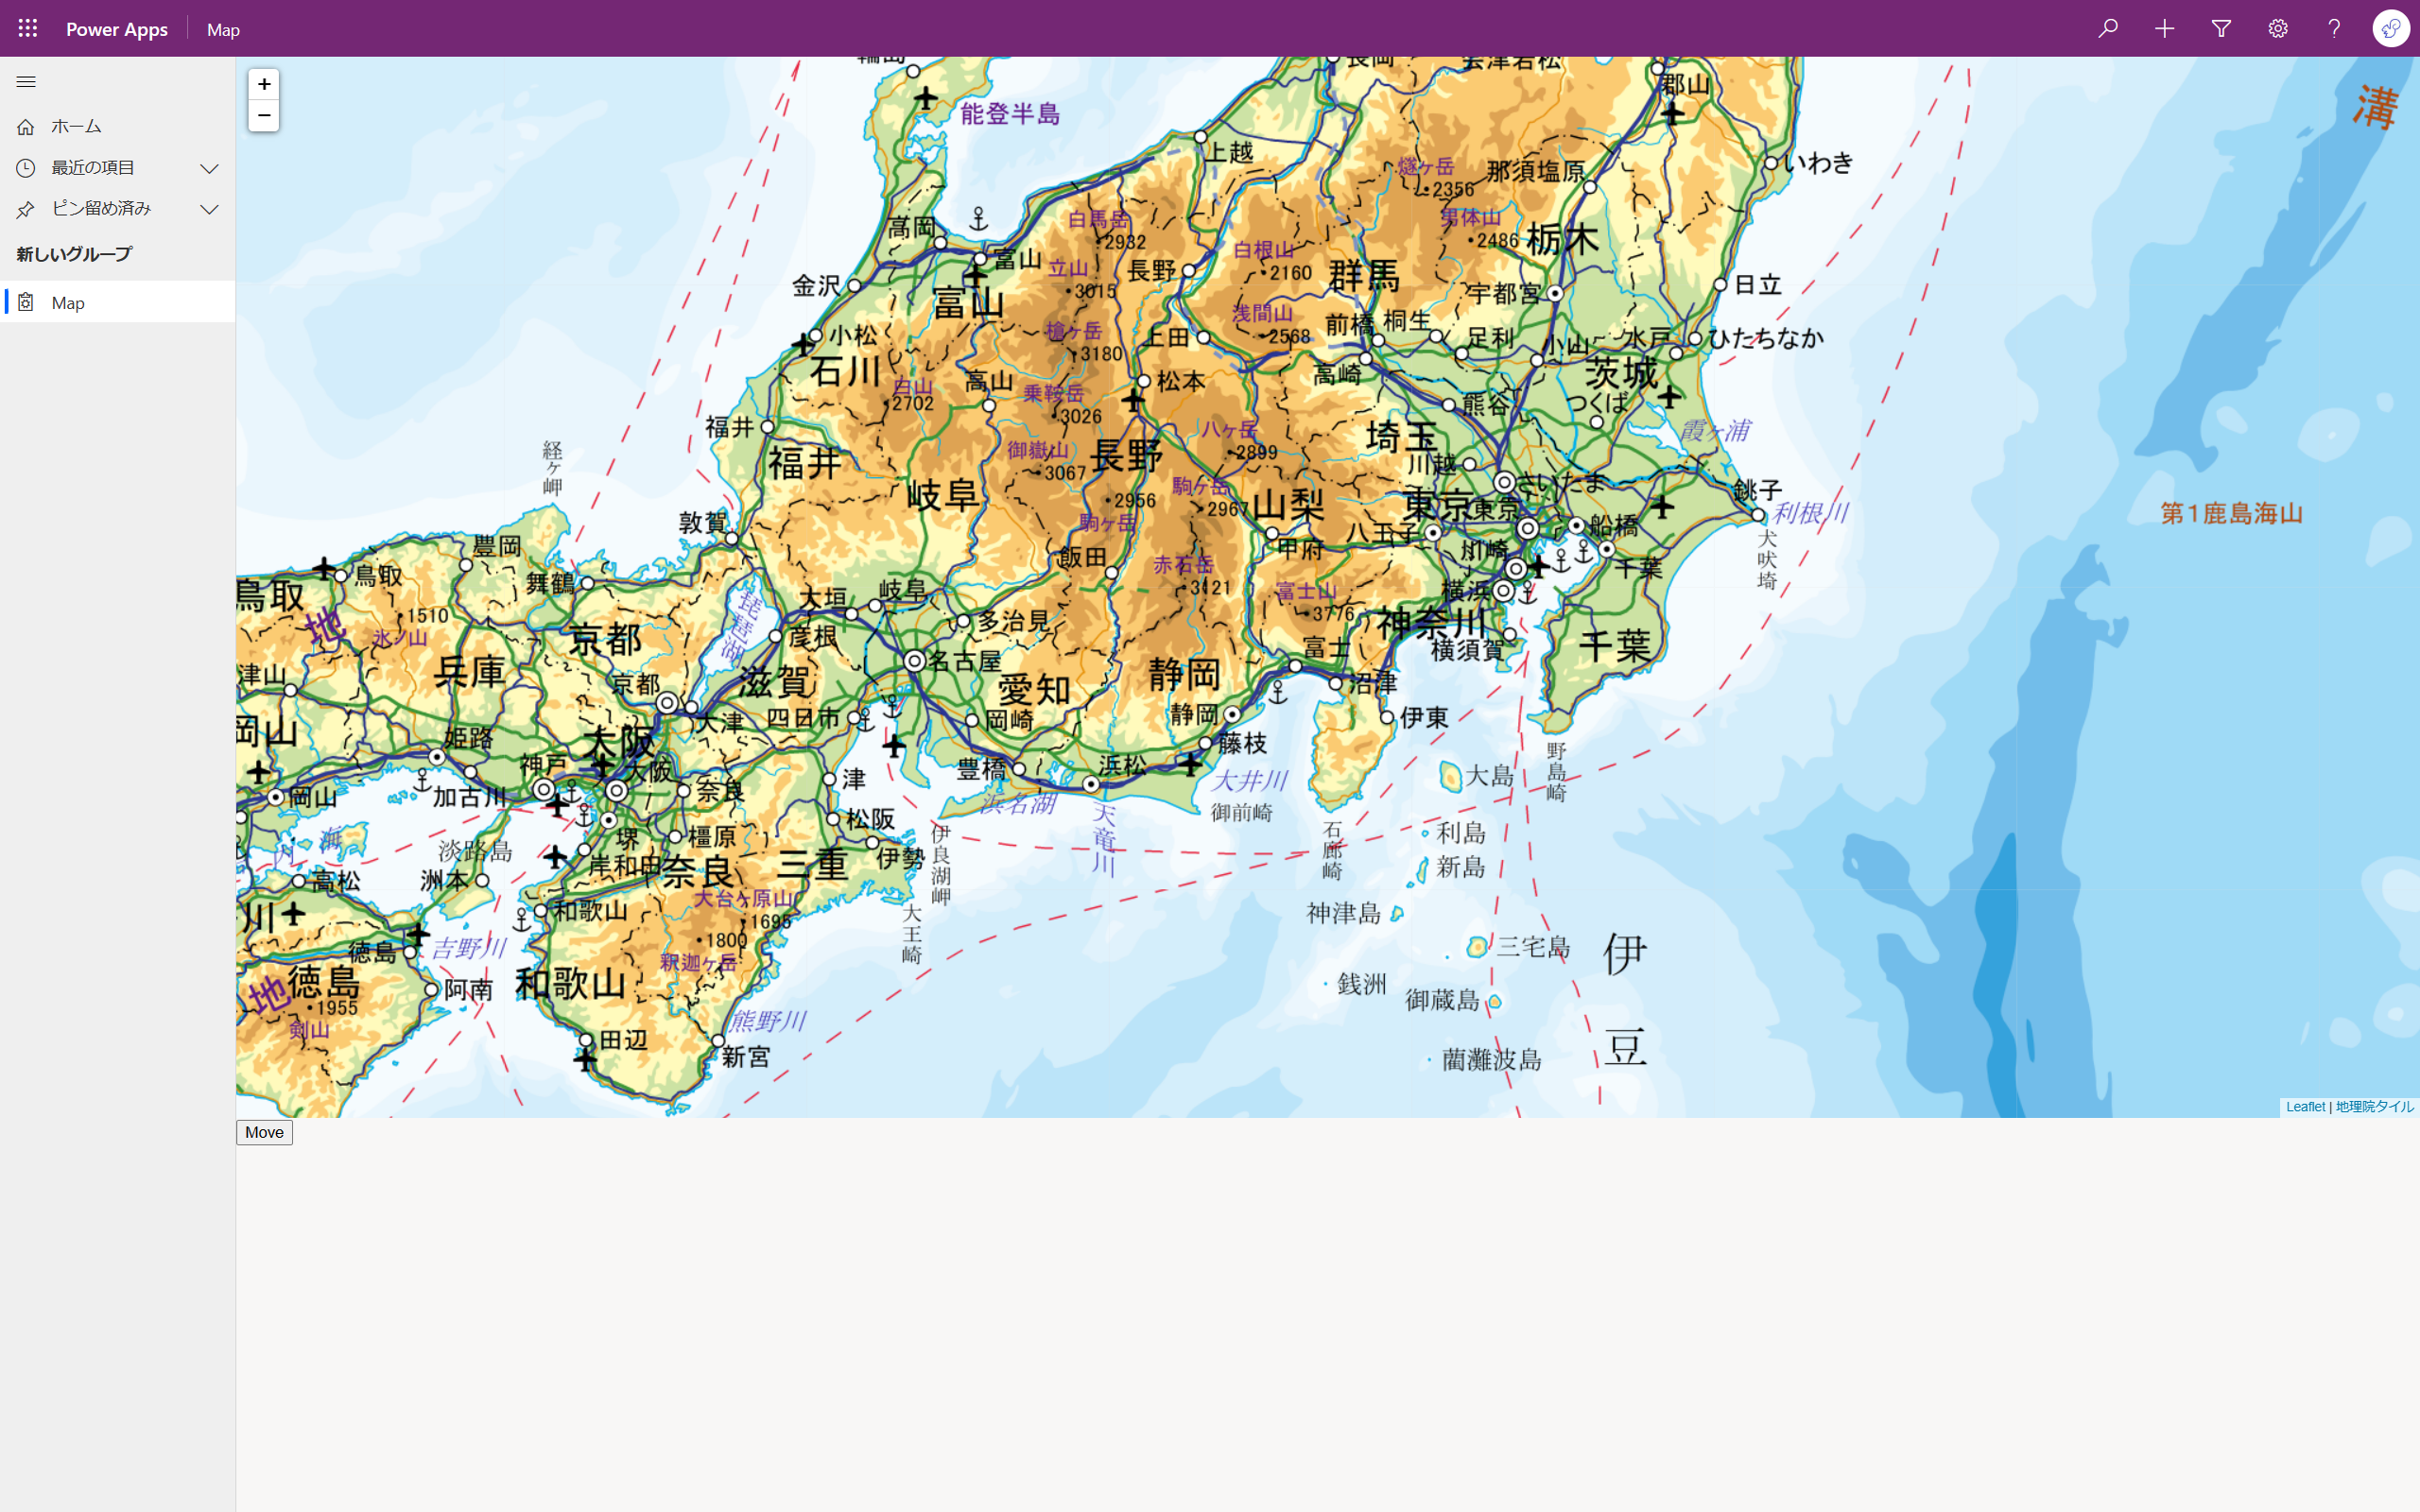 Power Apps
Map
ホーム
最近の項目
ピン留め済み
新しいグループ
Map
+
−
能登半島
長岡
会津若松
郡山
溝
上越
燧ヶ岳
2356
那須塩原
いわき
高岡
白馬岳
2932
男体山
2486
栃木
富山
立山
3015
長野
白根山
2160
群馬
金沢
富山
宇都宮
日立
小松
槍ヶ岳
3180
上田
浅間山
2568
前橋
桐生
足利
小山
水戸
ひたちなか
石川
白山
2702
高山
乗鞍岳
3026
松本
高崎
茨城
つくば
熊谷
福井
福井
御嶽山
3067
長野
八ヶ岳
2899
埼玉
川越
霞ヶ浦
経ヶ岬
岐阜
2956
駒ヶ岳
駒ヶ岳
2967
山梨
東京
東京
さいたま
銚子
利根川
第1鹿島海山
敦賀
甲府
八王子
船橋
犬吠埼
豊岡
飯田
赤石岳
3121
川崎
千葉
鳥取
鳥取
舞鶴
琵琶湖
大垣
岐阜
富士山
3776
横浜
神奈川
横須賀
千葉
地
1510
氷ノ山
京都
彦根
多治見
名古屋
富士
津山
兵庫
京都
滋賀
愛知
静岡
沼津
岡山
大津
四日市
岡崎
静岡
伊東
姫路
大阪
大阪
神戸
藤枝
野島崎
岡山
加古川
奈良
津
豊橋
浜松
浜名湖
大井川
御前崎
大島
内
海
淡路島
堺
橿原
松阪
伊良湖岬
天竜川
石廊崎
利島
高松
洲本
岸和田
奈良
三重
伊勢
新島
川
和歌山
大台ヶ原山
1695
大王崎
神津島
徳島
吉野川
1800
釈迦ヶ岳
三宅島
伊
地
徳島
1955
剣山
阿南
和歌山
銭洲
御蔵島
熊野川
田辺
新宮
藺灘波島
豆
Leaflet | 地理院タイル
Move